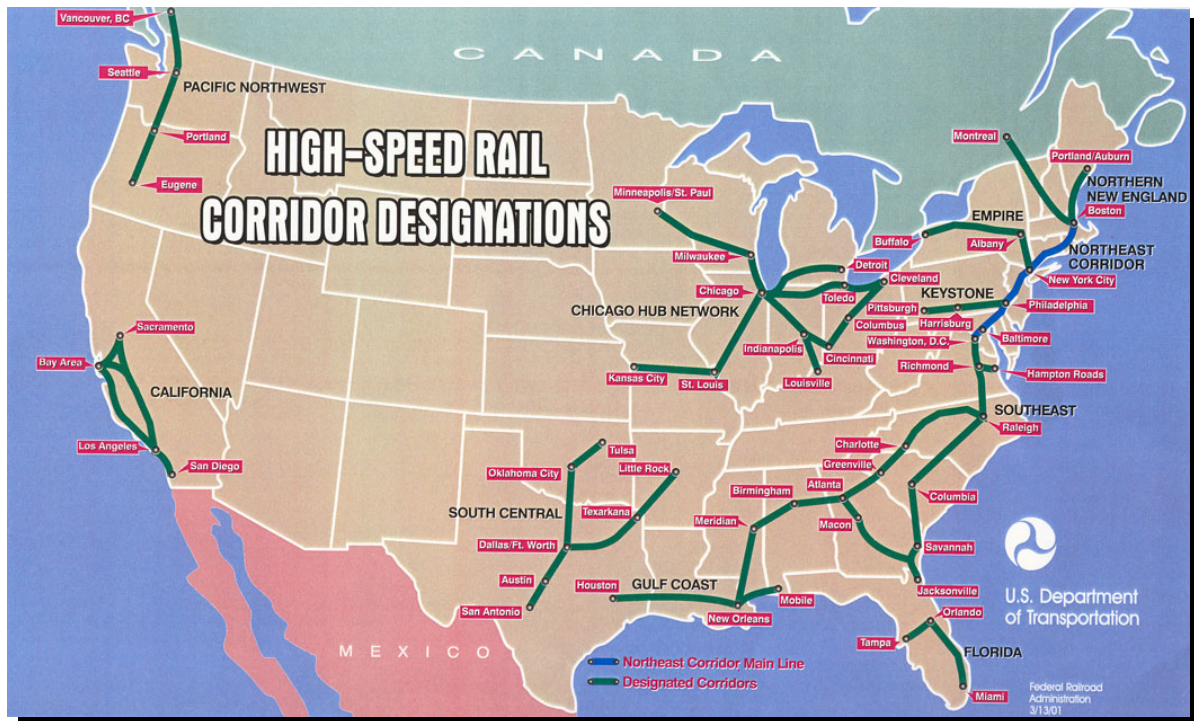 Vancouver, BC
CANADA
Seattle
PACIFIC NORTHWEST
Portland
Eugene
HIGH-SPEED RAIL
CORRIDOR DESIGNATIONS
Montreal
Portland/Auburn
NORTHERN
NEW ENGLAND
Boston
Minneapolis/St. Paul
EMPIRE
Buffalo
Albany
NORTHEAST
CORRIDOR
New York City
Milwaukee
Detroit
Cleveland
Chicago
Toledo
KEYSTONE
Pittsburgh
Philadelphia
CHICAGO HUB NETWORK
Harrisburg
Columbus
Washington, D.C.
Baltimore
Indianapolis
Cincinnati
Richmond
Hampton Roads
Kansas City
St. Louis
Louisville
Sacramento
Bay Area
CALIFORNIA
Los Angeles
San Diego
SOUTHEAST
Raleigh
Charlotte
Greenville
Tulsa
Oklahoma City
Little Rock
Atlanta
Birmingham
Columbia
SOUTH CENTRAL
Texarkana
Meridian
Macon
Dallas/Ft. Worth
Savannah
Austin
Houston
GULF COAST
Jacksonville
San Antonio
New Orleans
Mobile
Orlando
Tampa
FLORIDA
Miami
MEXICO
U.S. Department
of Transportation
Northeast Corridor Main Line
Designated Corridors
Federal Railroad
Administration
3/13/01